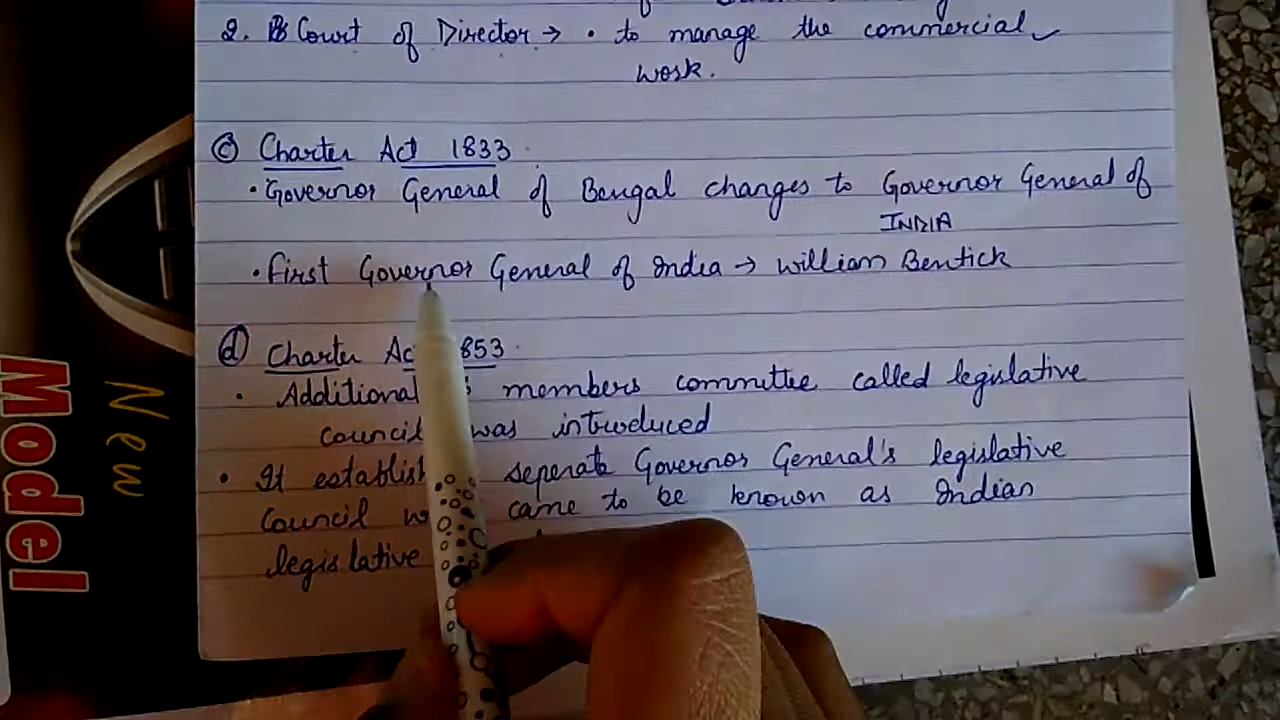 2. B Court of Director → • to manage the commercial
work.
© Charter Act 1833
• Governor General of Bengal changes to Governor General of
INDIA
• First Governor General of India → William Bentick
ⓓ Charter Ac 853
• Additional members committee called legislative
council was introduced
• It establish seperate Governor General's legislative
Council came to be known as Indian
legislative
New
Model